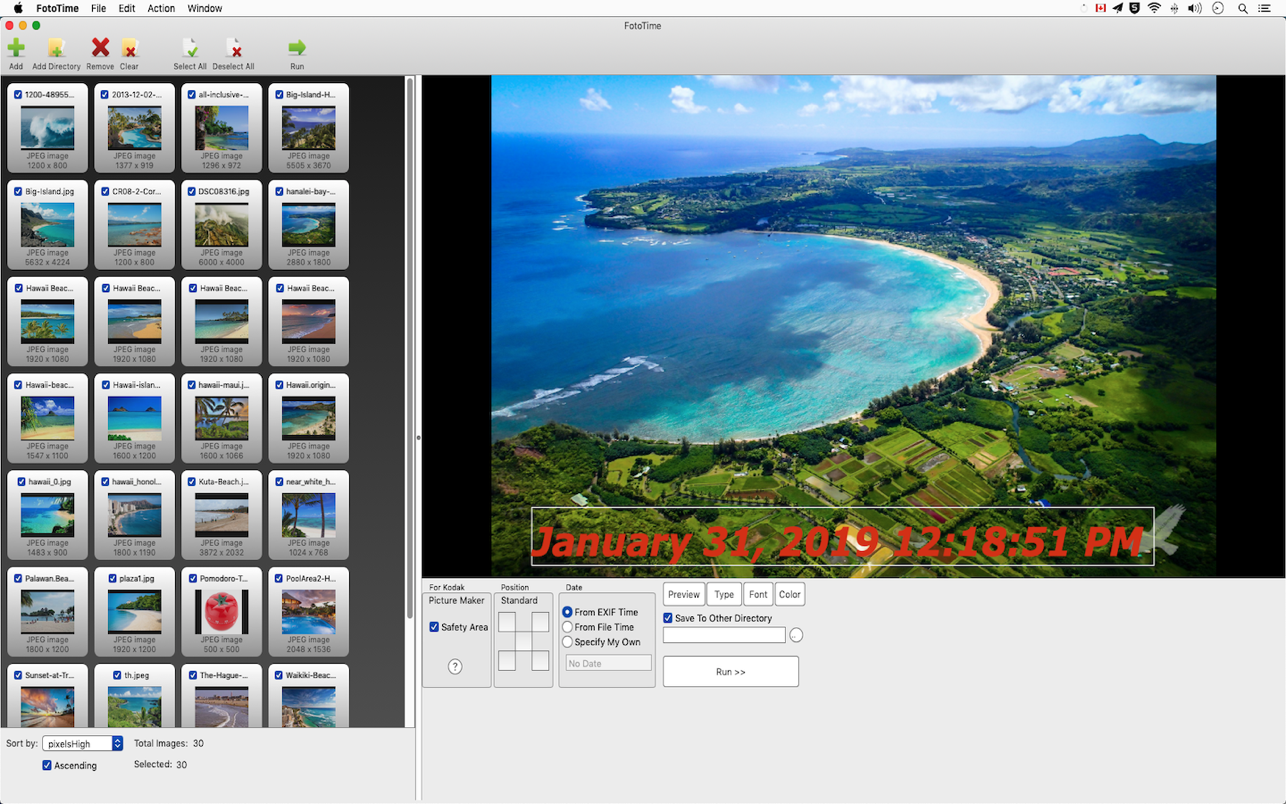 FotoTime File Edit Action Window
FotoTime
Add Add Directory Remove Clear Select All Deselect All Run
1200-48955... 2013-12-02-... all-inclusive-... Big-Island-H...
JPEG image JPEG image JPEG image JPEG image
1200 x 800 1377 x 919 1296 x 972 5505 x 3670
Big-Island.jpg CR08-2-Cor... DSC08316.jpg hanalei-bay-...
JPEG image JPEG image JPEG image JPEG image
5632 x 4224 1200 x 800 6000 x 4000 2880 x 1800
Hawaii Beac... Hawaii Beac... Hawaii Beac... Hawaii Beac...
JPEG image JPEG image JPEG image JPEG image
1920 x 1080 1920 x 1080 1920 x 1080 1920 x 1080
Hawaii-beac... Hawaii-islan... hawaii-maui.j... Hawaii.origin...
JPEG image JPEG image JPEG image JPEG image
1547 x 1100 1600 x 1200 1600 x 1066 1920 x 1080
hawaii_0.jpg hawaii_honol... Kuta-Beach.j... near_white_h...
JPEG image JPEG image JPEG image JPEG image
1483 x 900 1800 x 1190 3872 x 2032 1024 x 768
Palawan.Bea... plaza1.jpg Pomodoro-T... PoolArea2-H...
JPEG image JPEG image JPEG image JPEG image
1800 x 1200 1920 x 1200 500 x 500 2048 x 1536
Sunset-at-Tr... th.jpeg The-Hague-... Waikiki-Beac...
Sort by: pixelsHigh Total Images: 30
Ascending Selected: 30
January 31, 2019 12:18:51 PM
For Kodak Position Date
Picture Maker Standard
Safety Area
?
From EXIF Time
From File Time
Specify My Own
No Date
Preview Type Font Color
Save To Other Directory
..
Run >>